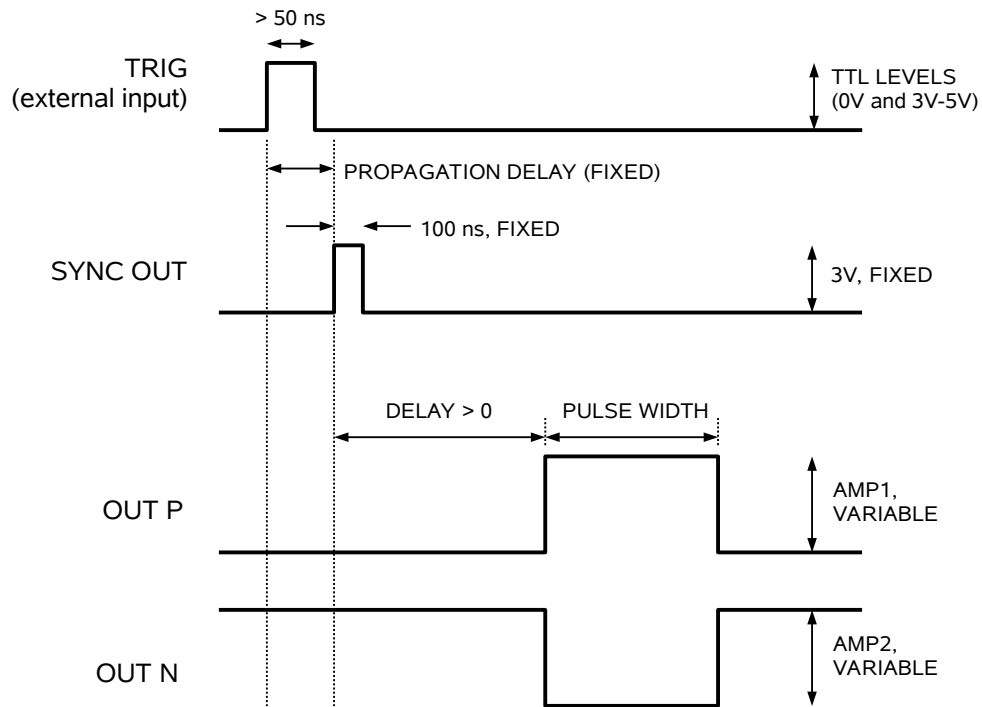 > 50 ns
TRIG
(external input)
TTL LEVELS
(0V and 3V-5V)
PROPAGATION DELAY (FIXED)
100 ns, FIXED
SYNC OUT
3V, FIXED
DELAY > 0
PULSE WIDTH
OUT P
AMP1,
VARIABLE
OUT N
AMP2,
VARIABLE